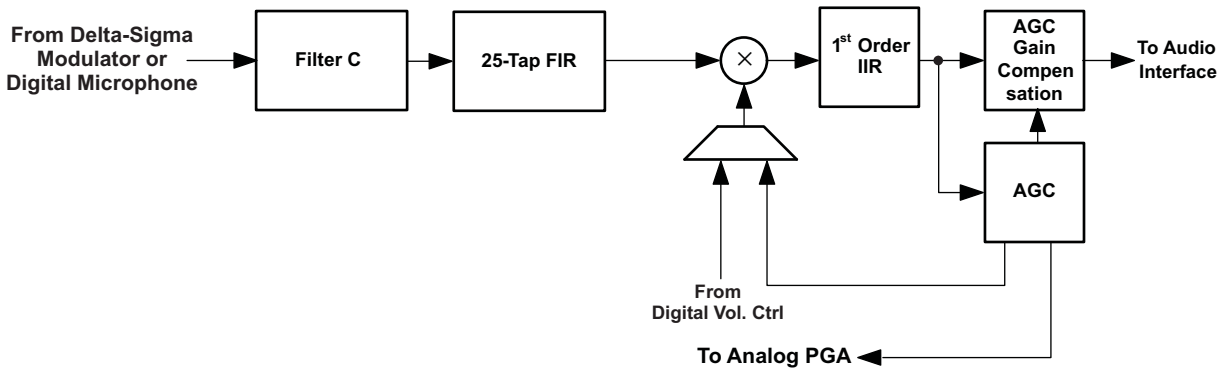 From Delta-Sigma
Modulator or
Digital Microphone
Filter C
25-Tap FIR
×
1st Order
IIR
AGC
Gain
Compen
sation
To Audio
Interface
AGC
From
Digital Vol. Ctrl
To Analog PGA